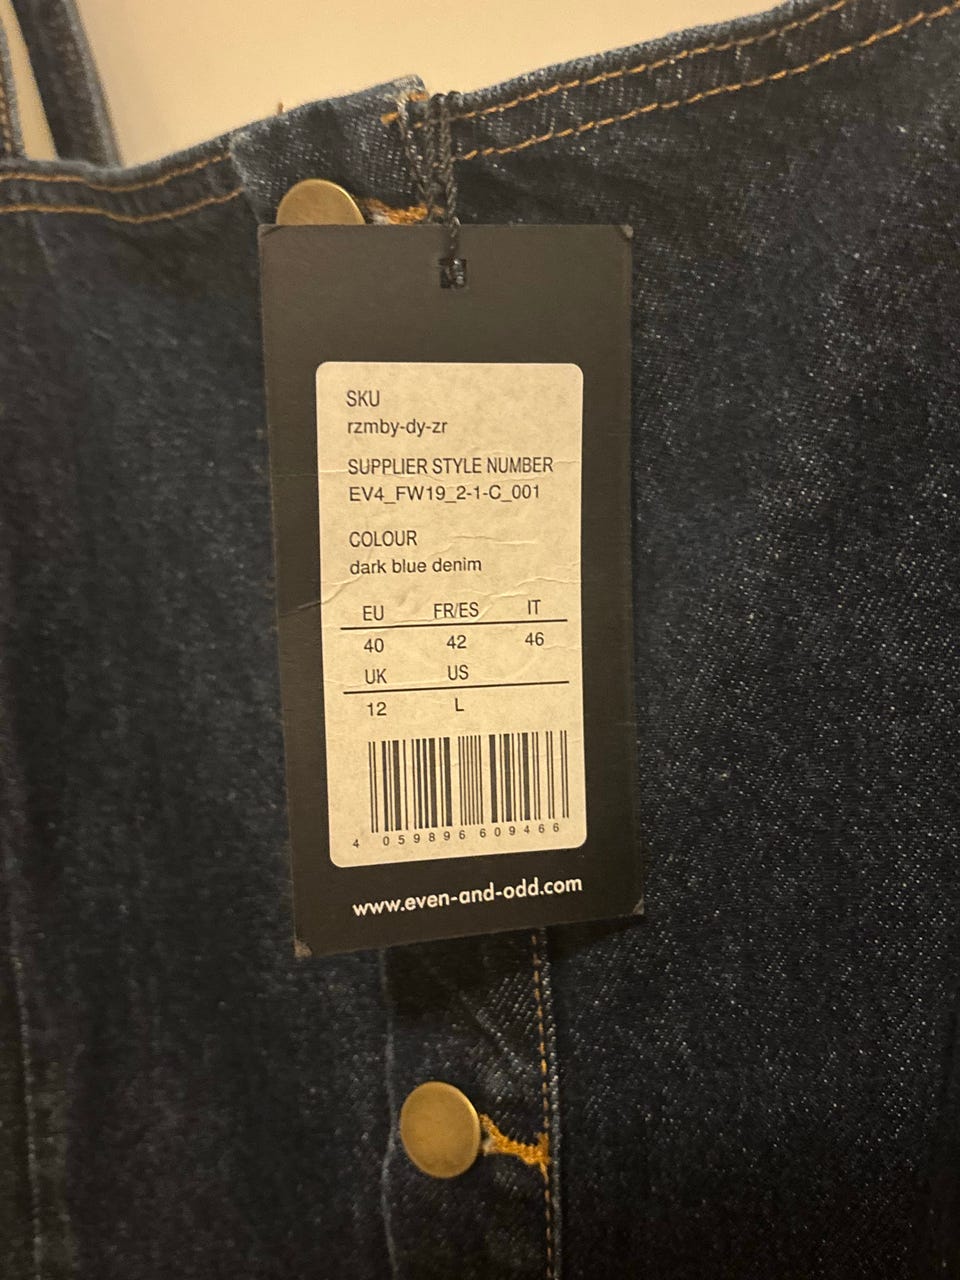 SKU
rzmby-dy-zr
SUPPLIER STYLE NUMBER
EV4_FW19_2-1-C_001
COLOUR
dark blue denim
EU FR/ES IT
40 42 46
UK US
12 L
4 059896 609466
www.even-and-odd.com